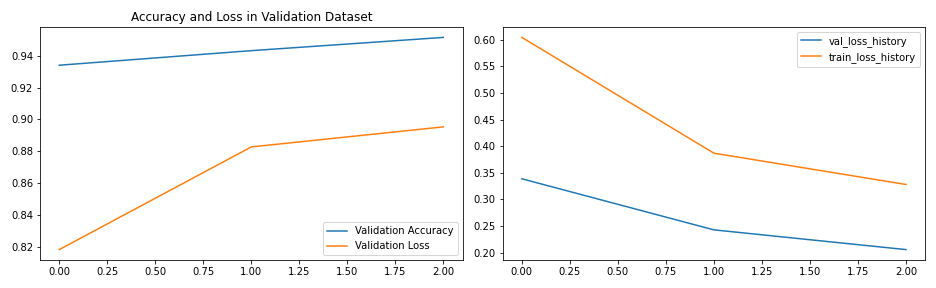 Accuracy and Loss in Validation Dataset
0.94
0.92
0.90
0.88
0.86
0.84
0.82
0.00 0.25 0.50 0.75 1.00 1.25 1.50 1.75 2.00
Validation Accuracy
Validation Loss
0.60
0.55
0.50
0.45
0.40
0.35
0.30
0.25
0.20
0.00 0.25 0.50 0.75 1.00 1.25 1.50 1.75 2.00
val_loss_history
train_loss_history